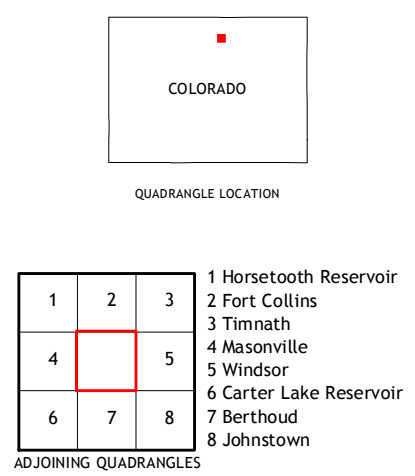 COLORADO
QUADRANGLE LOCATION
1 2 3
4 5
6 7 8
1 Horsetooth Reservoir
2 Fort Collins
3 Timnath
4 Masonville
5 Windsor
6 Carter Lake Reservoir
7 Berthoud
8 Johnstown
ADJOINING QUADRANGLES